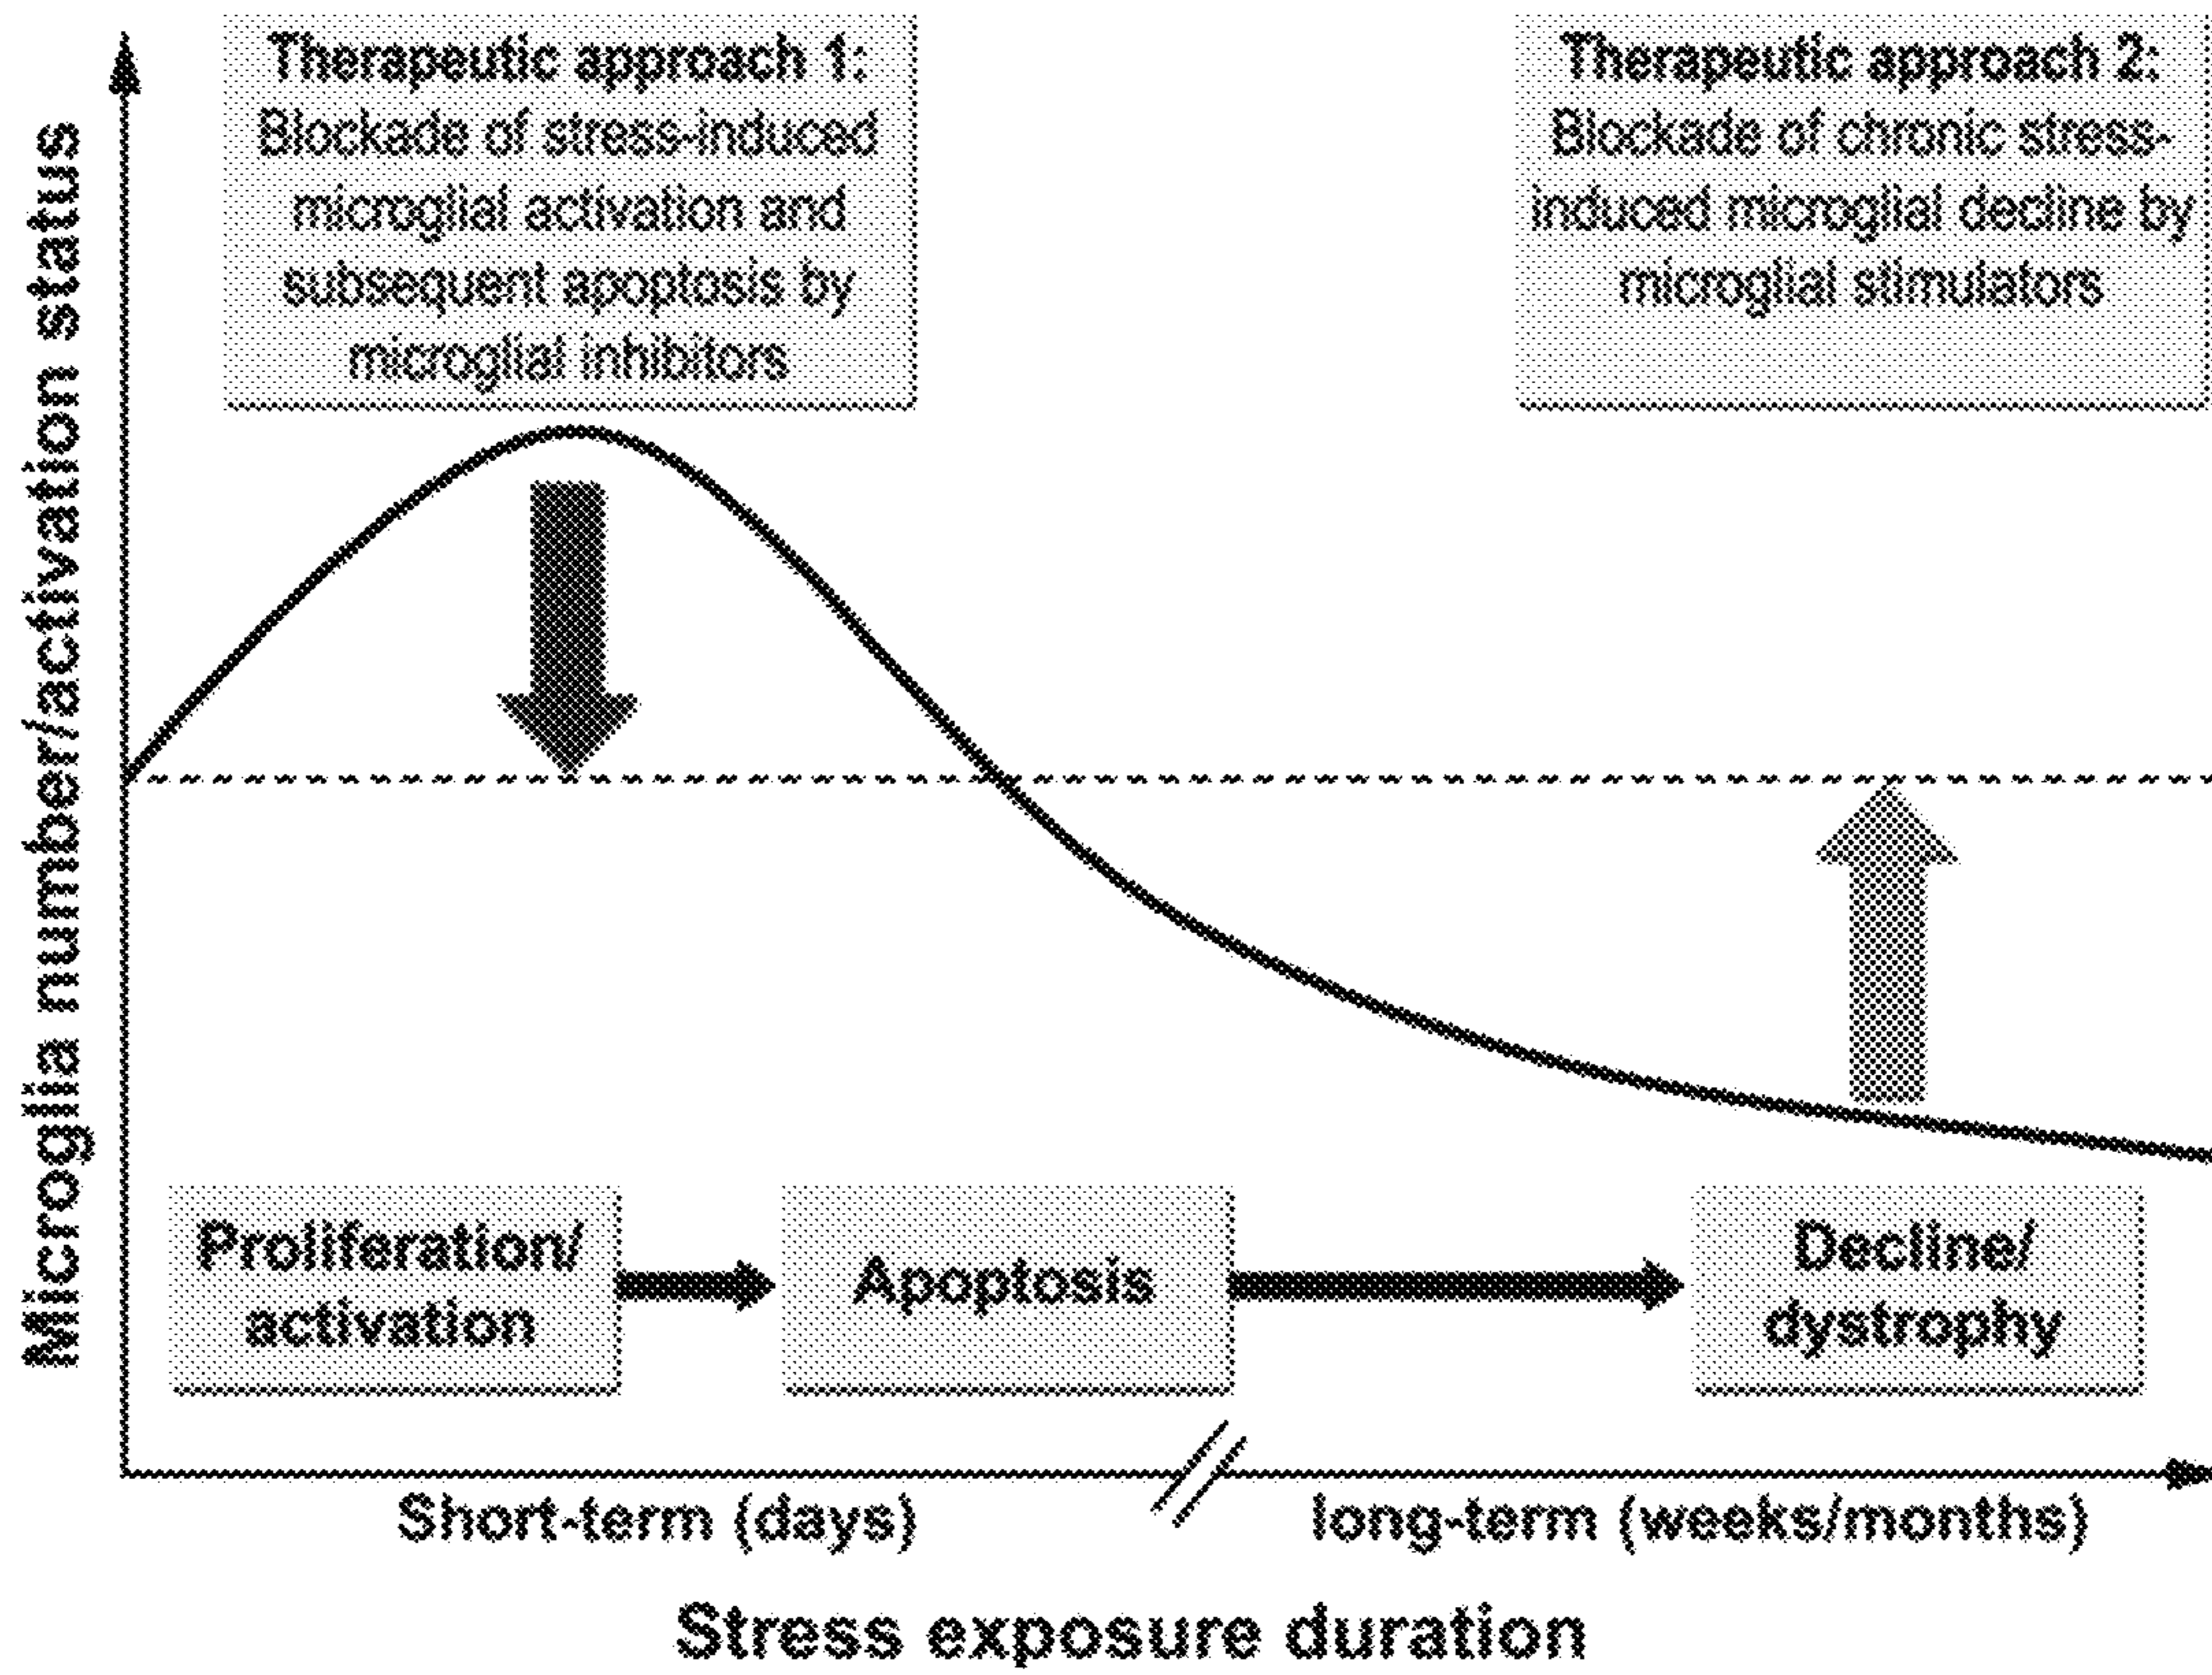 Therapeutic approach 1:
Blockade of stress-induced
microglial activation and
subsequent apoptosis by
microglial inhibitors
Therapeutic approach 2:
Blockade of chronic stress-
induced microglial decline by
microglial stimulators
Microglia number/activation status
Proliferation/
activation
Apoptosis
Decline/
dystrophy
Short-term (days)
long-term (weeks/months)
Stress exposure duration